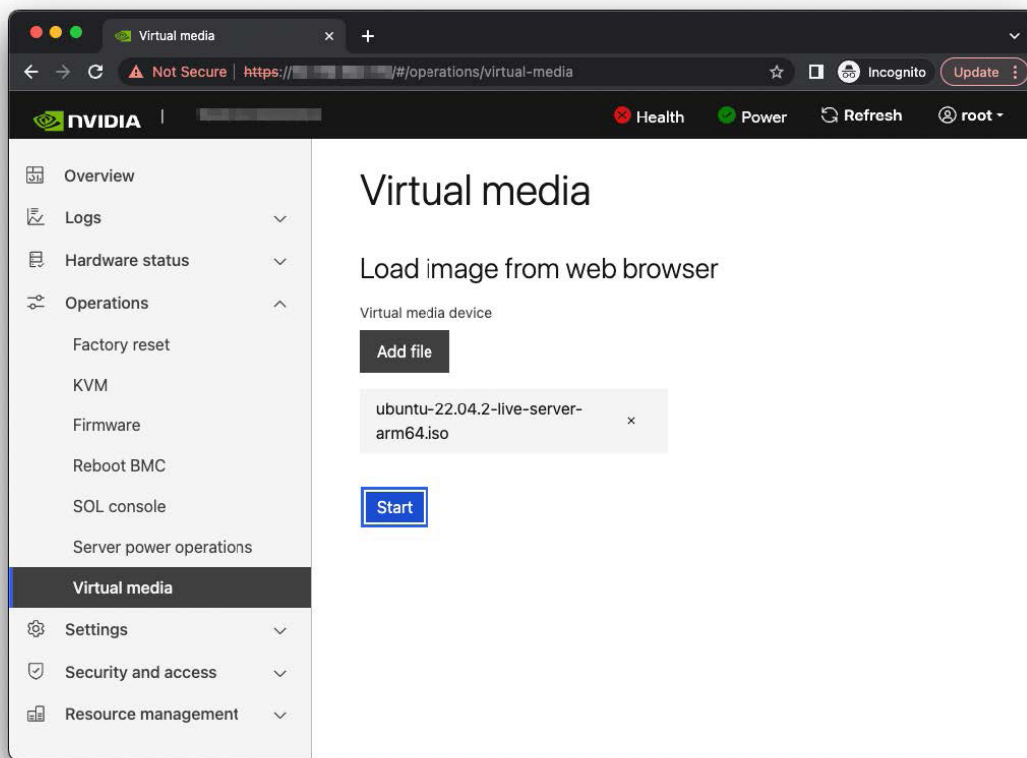 Virtual media
Not Secure | https:// /#/operations/virtual-media
Incognito
Update
NVIDIA
Health
Power
Refresh
root
Overview
Logs
Hardware status
Operations
Factory reset
KVM
Firmware
Reboot BMC
SOL console
Server power operations
Virtual media
Settings
Security and access
Resource management
Virtual media
Load image from web browser
Virtual media device
Add file
ubuntu-22.04.2-live-server-
arm64.iso
Start